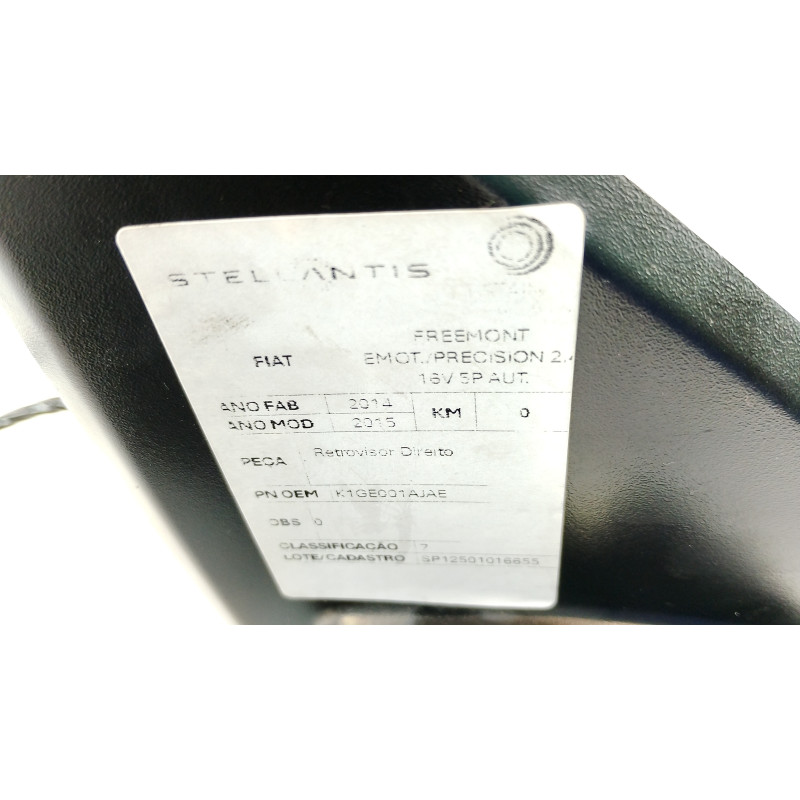 STELLANTIS
FREEMONT
FIAT EMOT./PRECISION 2.4
16V 5P AUT.
ANO FAB 2014 KM 0
ANO MOD 2015
PEÇA Retrovisor Direito
PN OEM K1GE001AJAE
OBS 0
CLASSIFICAÇÃO 7
LOTE/CADASTRO SP12501016655